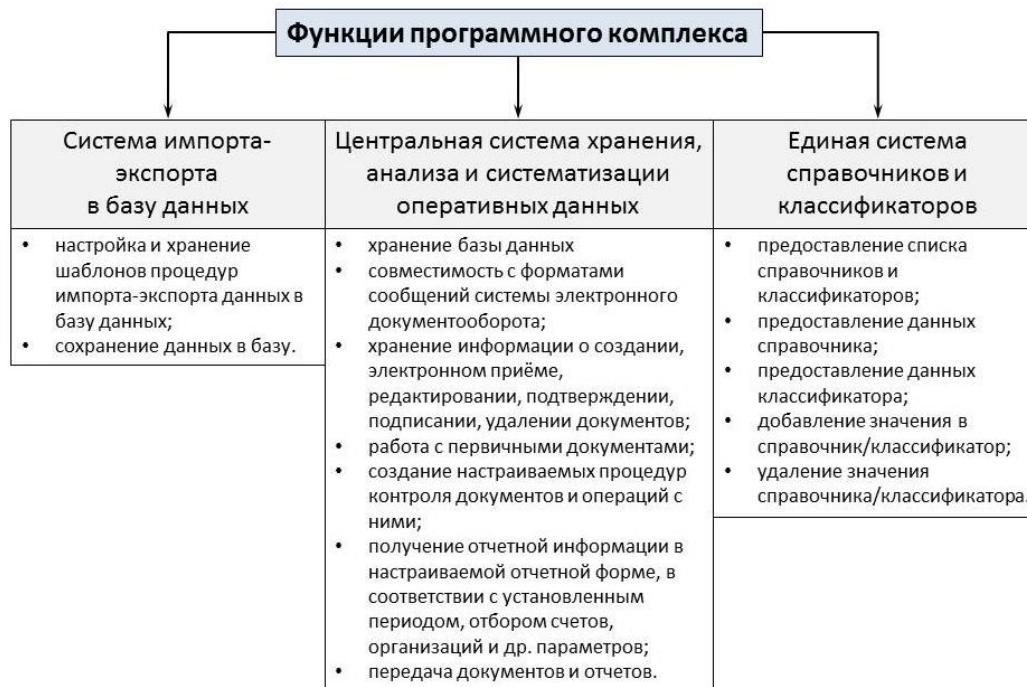 Функции программного комплекса
Система импорта-
экспорта
в базу данных
• настройка и хранение
шаблонов процедур
импорта-экспорта данных в
базу данных;
• сохранение данных в базу.
Центральная система хранения,
анализа и систематизации
оперативных данных
• хранение базы данных
• совместимость с форматами
сообщений системы электронного
документооборота;
• хранение информации о создании,
электронном приёме,
редактировании, подтверждении,
подписании, удалении документов;
• работа с первичными документами;
• создание настраиваемых процедур
контроля документов и операций с
ними;
• получение отчетной информации в
настраиваемой отчетной форме, в
соответствии с установленным
периодом, отбором счетов,
организаций и др. параметров;
• передача документов и отчетов.
Единая система
справочников и
классификаторов
• предоставление списка
справочников и
классификаторов;
• предоставление данных
справочника;
• предоставление данных
классификатора;
• добавление значения в
справочник/классификатор;
• удаление значения
справочника/классификатора.